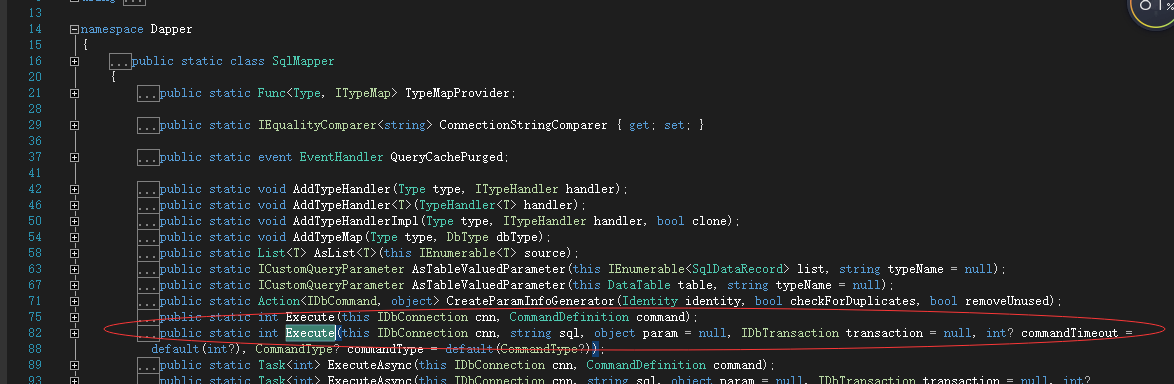 13
14 namespace Dapper
15 {
16 ...public static class SqlMapper
20 {
21 ...public static Func<Type, ITypeMap> TypeMapProvider;
28
29 ...public static IEqualityComparer<string> ConnectionStringComparer { get; set; }
36
37 ...public static event EventHandler QueryCachePurged;
41
42 ...public static void AddTypeHandler(Type type, ITypeHandler handler);
46 ...public static void AddTypeHandler<T>(TypeHandler<T> handler);
50 ...public static void AddTypeHandlerImpl(Type type, ITypeHandler handler, bool clone);
54 ...public static void AddTypeMap(Type type, DbType dbType);
58 ...public static List<T> AsList<T>(this IEnumerable<T> source);
63 ...public static ICustomQueryParameter AsTableValuedParameter(this IEnumerable<SqlDataRecord> list, string typeName = null);
67 ...public static ICustomQueryParameter AsTableValuedParameter(this DataTable table, string typeName = null);
71 ...public static Action<IDbCommand, object> CreateParamInfoGenerator(Identity identity, bool checkForDuplicates, bool removeUnused);
75 ...public static int Execute(this IDbConnection cnn, CommandDefinition command);
82 ...public static int Execute(this IDbConnection cnn, string sql, object param = null, IDbTransaction transaction = null, int? commandTimeout =
88 default(int?), CommandType? commandType = default(CommandType?));
89 ...public static Task<int> ExecuteAsync(this IDbConnection cnn, CommandDefinition command);
93 ...public static Task<int> ExecuteAsync(this IDbConnection cnn, string sql, object param = null, IDbTransaction transaction = null, int?